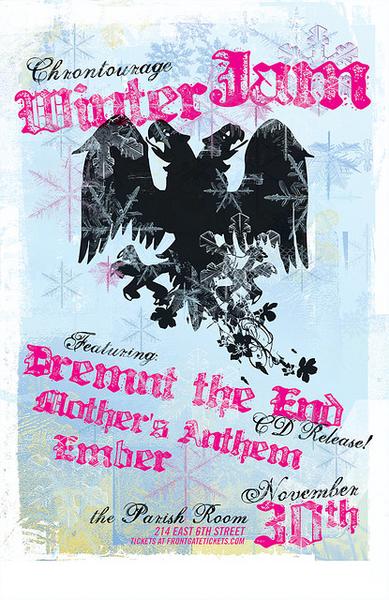 Chrontourage
Winter Jam
Featuring:
Dremnt the End
CD Release!
Mother's Anthem
Ember
November
30th
the Parish Room
214 EAST 6TH STREET
TICKETS AT FRONTGATETICKETS.COM